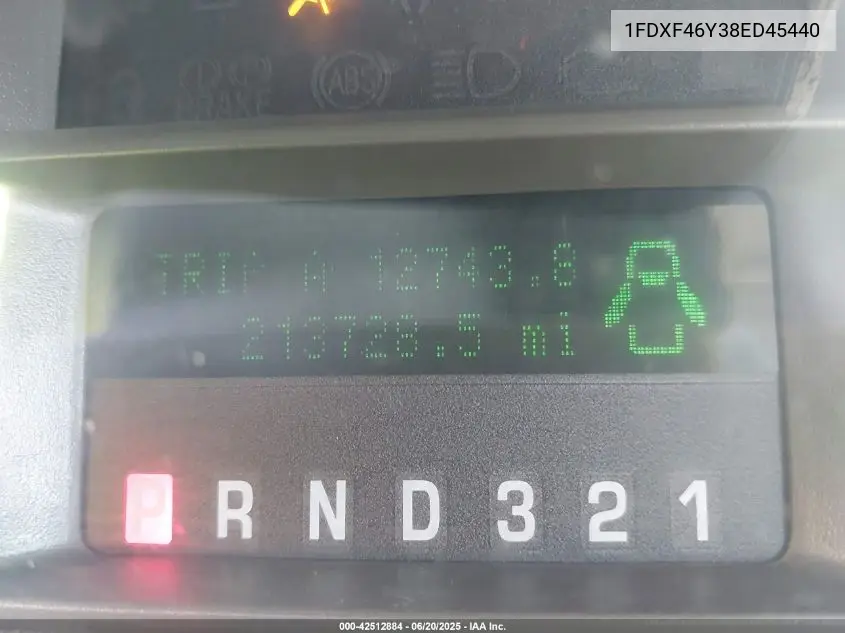 1FDXF46Y38ED45440
ABS
TRIP A 12743.8
213728.5 mi
P R N D 3 2 1
000-42512884 - 06/20/2025 - IAA Inc.